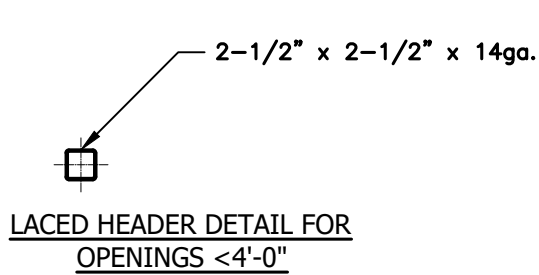 2-1/2" x 2-1/2" x 14ga.
LACED HEADER DETAIL FOR
OPENINGS <4'-0"